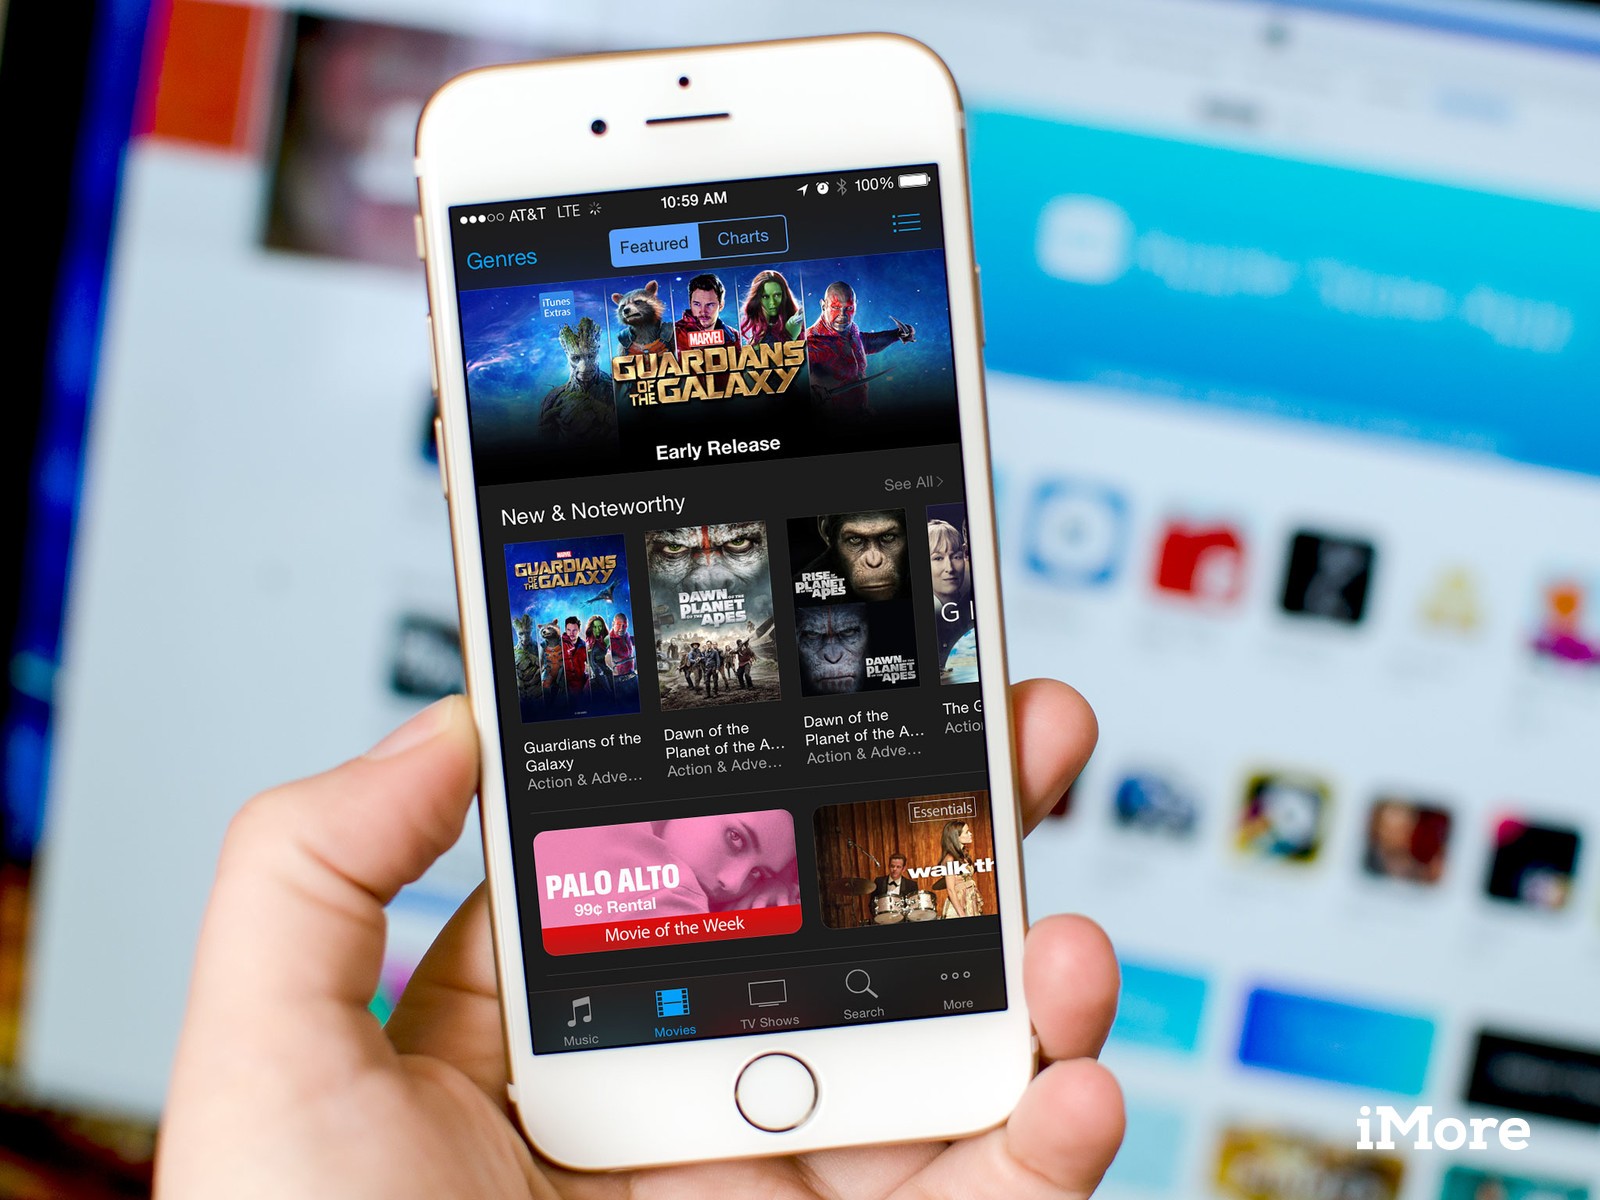 AT&T LTE 10:59 AM 100%
Genres Featured Charts
iTunes
Extras
MARVEL
GUARDIANS
OF
THE GALAXY
Early Release
New & Noteworthy See All >
MARVEL
GUARDIANS
OF
THE GALAXY
DAWN OF THE
PLANET
OF THE APES
RISE OF THE
PLANET
OF THE APES
DAWN OF THE
PLANET
OF THE APES
G
Guardians of the
Galaxy
Action & Adve...
Dawn of the
Planet of the A...
Action & Adve...
Dawn of the
Planet of the A...
Action & Adve...
The G
Actio
PALO ALTO
99¢ Rental
Movie of the Week
Essentials
walk th
Music Movies TV Shows Search More
iMore